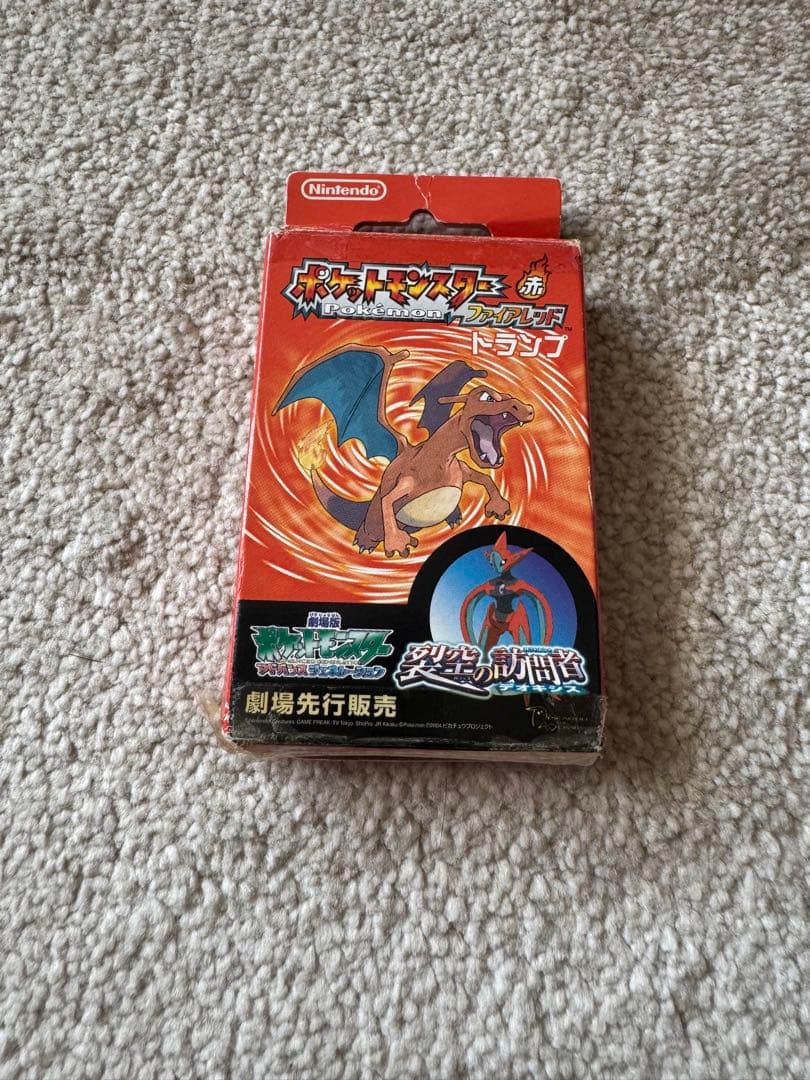 Nintendo
ポケットモンスター
赤
Pokémon
ファイアレッド
TM
トランプ
劇場版
ポケットモンスター
アドバンスジェネレーション
裂空の訪問者
デオキシス
劇場先行販売